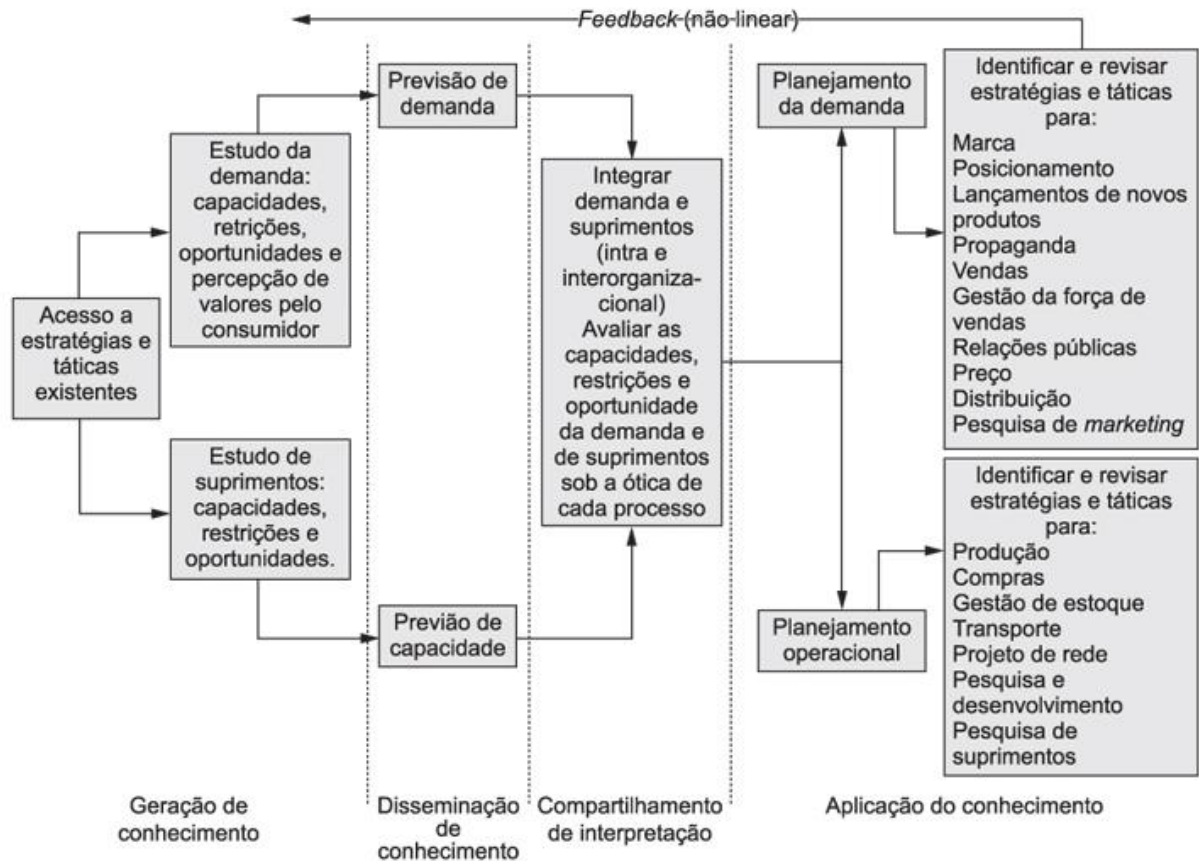 Feedback (não linear)
Previsão de
demanda
Planejamento
da demanda
Identificar e revisar
estratégias e táticas
para:
Marca
Posicionamento
Lançamentos de novos
produtos
Propaganda
Vendas
Gestão da força de
vendas
Relações públicas
Preço
Distribuição
Pesquisa de marketing
Estudo da
demanda:
capacidades,
retrições,
oportunidades e
percepção de
valores pelo
consumidor
Integrar
demanda e
suprimentos
(intra e
interorganiza-
cional)
Avaliar as
capacidades,
restrições e
oportunidade
da demanda e
de suprimentos
sob a ótica de
cada processo
Acesso a
estratégias e
táticas
existentes
Estudo de
suprimentos:
capacidades,
restrições e
oportunidades.
Previão de
capacidade
Planejamento
operacional
Identificar e revisar
estratégias e táticas
para:
Produção
Compras
Gestão de estoque
Transporte
Projeto de rede
Pesquisa e
desenvolvimento
Pesquisa de
suprimentos
Geração de
conhecimento
Disseminação
de
conhecimento
Compartilhamento
de interpretação
Aplicação do conhecimento